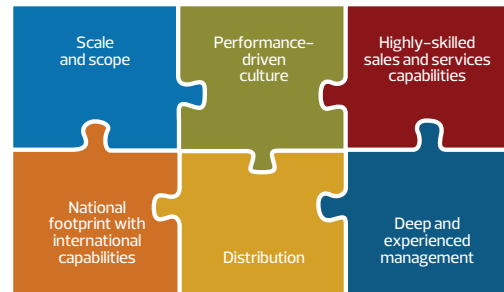 Scale
and scope
Performance-
driven
culture
Highly-skilled
sales and services
capabilities
National
footprint with
international
capabilities
Distribution
Deep and
experienced
management